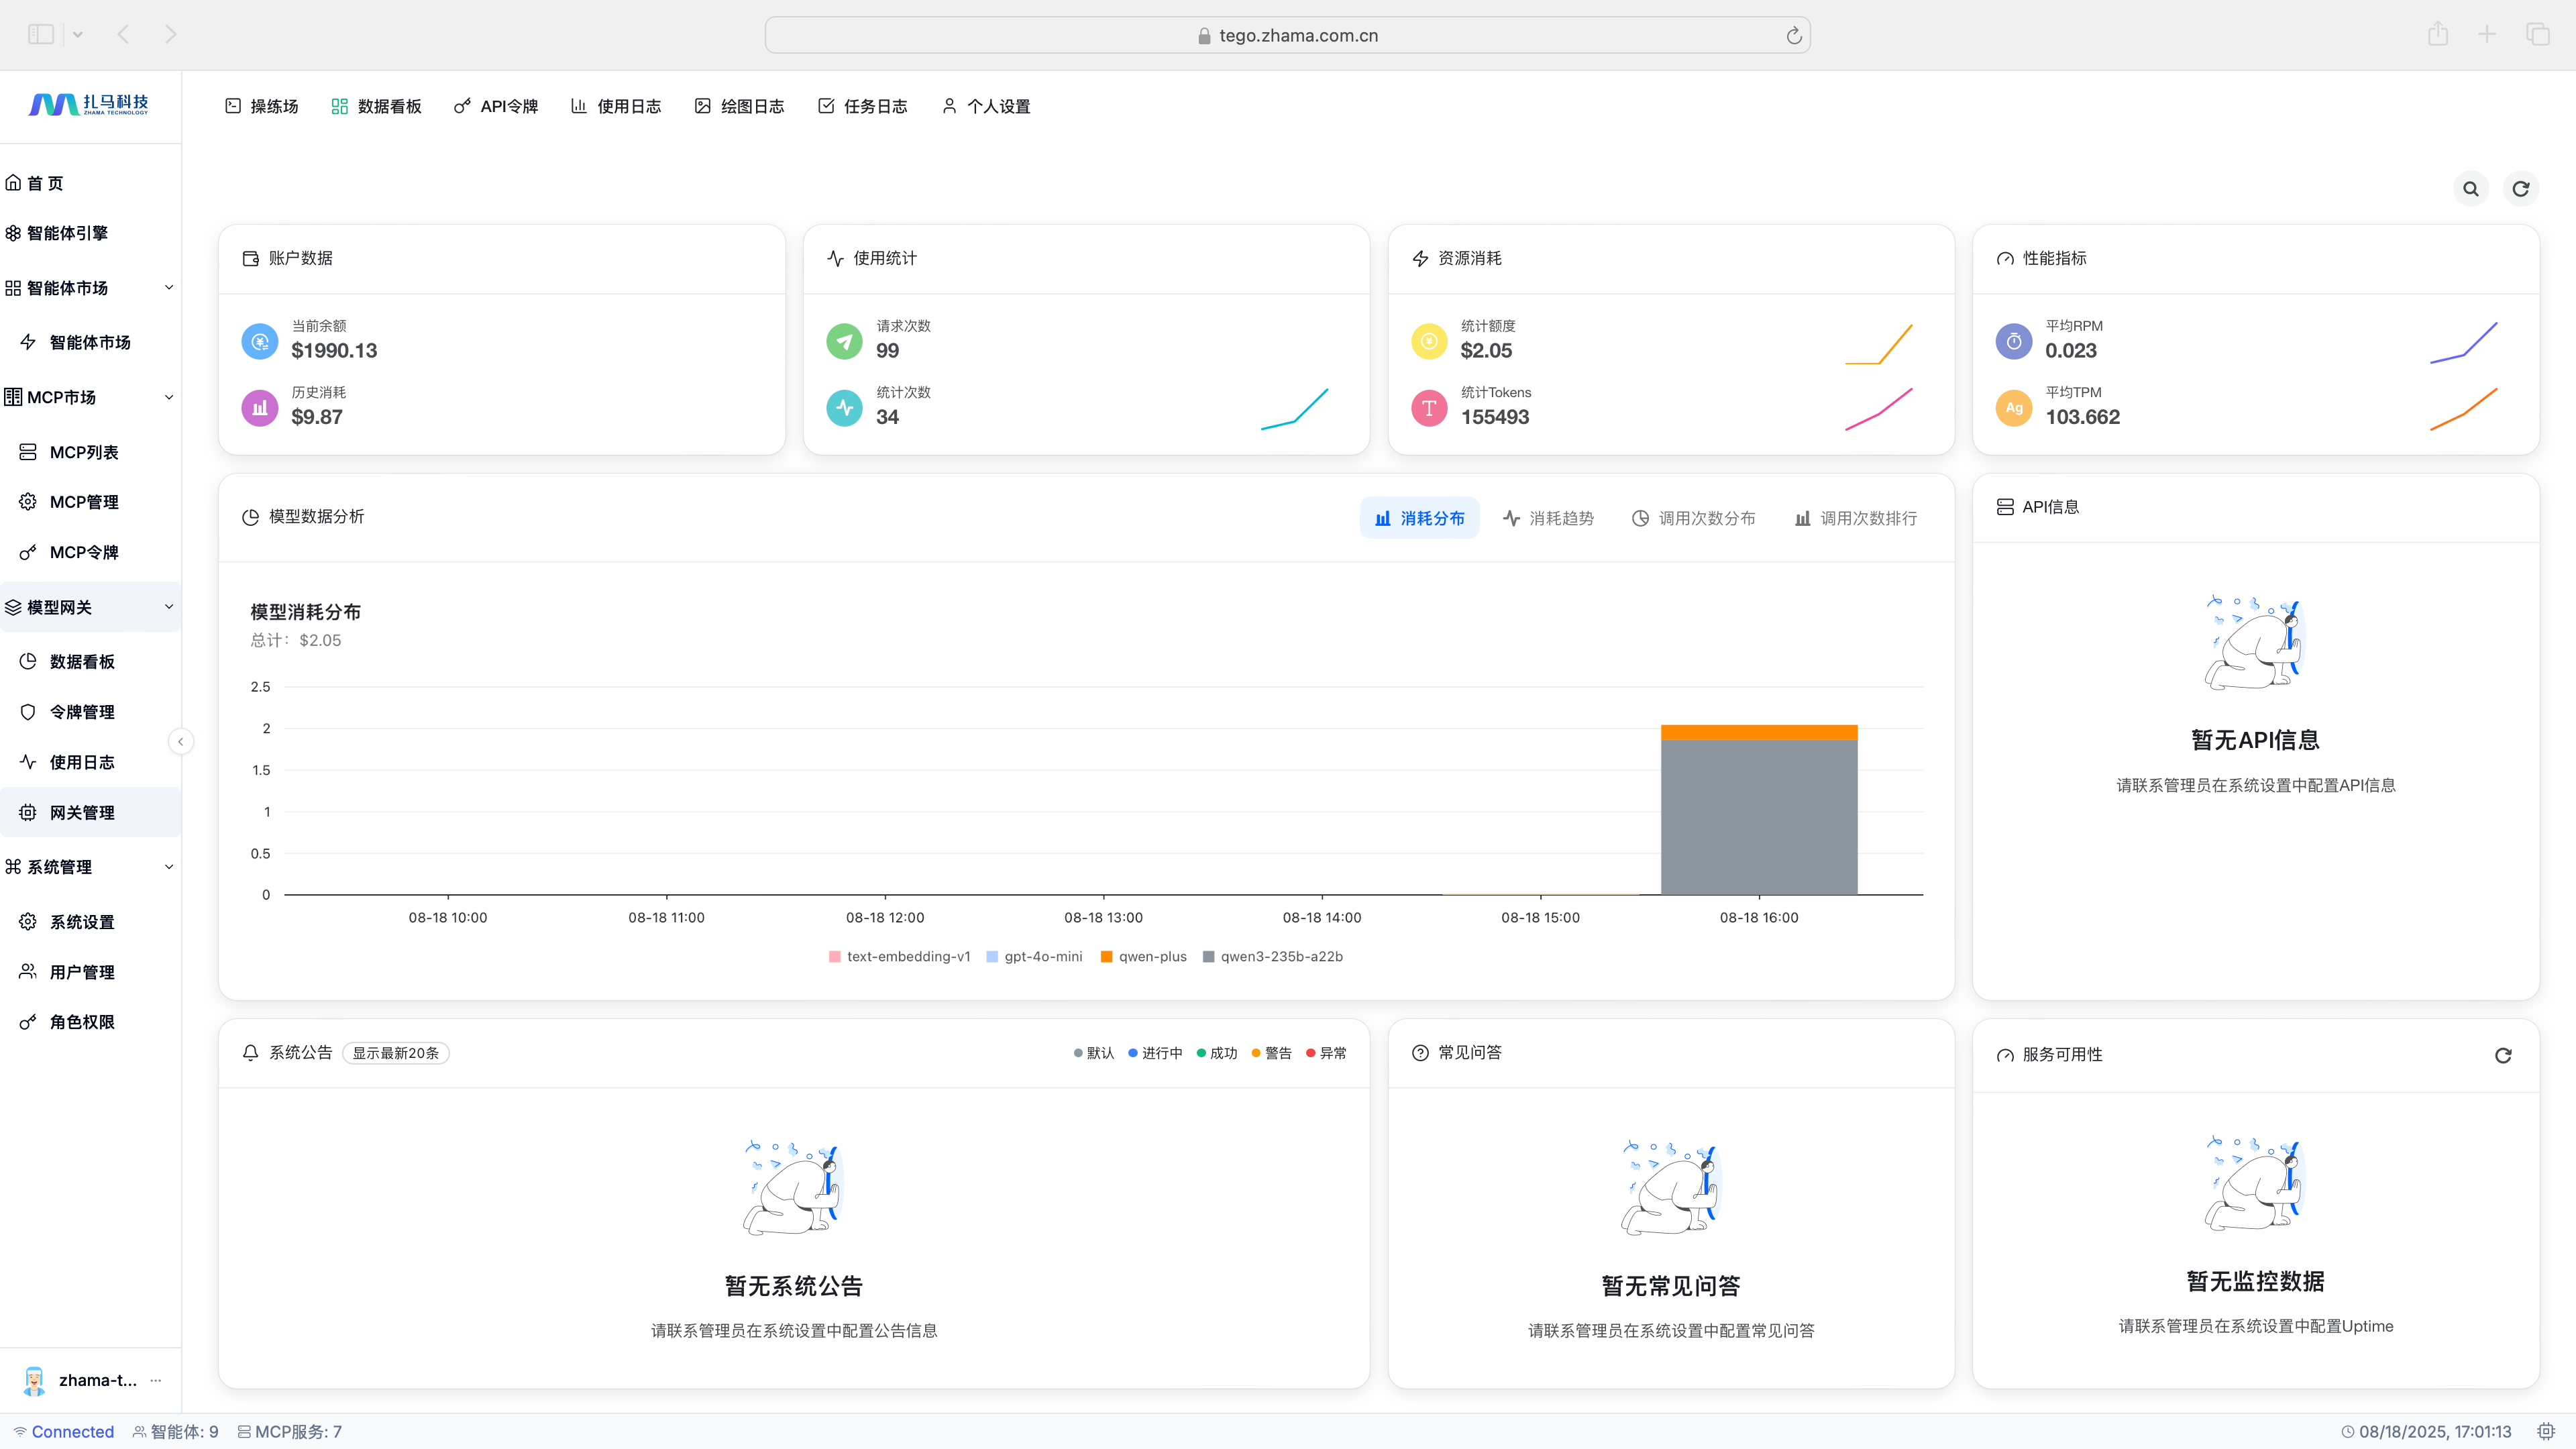 tego.zhama.com.cn
扎马科技
ZHAMA TECHNOLOGY
操练场 数据看板 API令牌 使用日志 绘图日志 任务日志 个人设置
首 页
智能体引擎
智能体市场
智能体市场
MCP市场
MCP列表
MCP管理
MCP令牌
模型网关
数据看板
令牌管理
使用日志
网关管理
系统管理
系统设置
用户管理
角色权限
zhama-t... ...
账户数据
当前余额
$1990.13
历史消耗
$9.87
使用统计
请求次数
99
统计次数
34
资源消耗
统计额度
$2.05
统计Tokens
155493
性能指标
平均RPM
0.023
Ag
平均TPM
103.662
模型数据分析
消耗分布 消耗趋势 调用次数分布 调用次数排行
模型消耗分布
总计：$2.05
2.5
2
1.5
1
0.5
0
08-18 10:00 08-18 11:00 08-18 12:00 08-18 13:00 08-18 14:00 08-18 15:00 08-18 16:00
text-embedding-v1 gpt-4o-mini qwen-plus qwen3-235b-a22b
API信息
暂无API信息
请联系管理员在系统设置中配置API信息
系统公告 显示最新20条
默认 进行中 成功 警告 异常
暂无系统公告
请联系管理员在系统设置中配置公告信息
常见问答
暂无常见问答
请联系管理员在系统设置中配置常见问答
服务可用性
暂无监控数据
请联系管理员在系统设置中配置Uptime
Connected 智能体: 9 MCP服务: 7
08/18/2025, 17:01:13